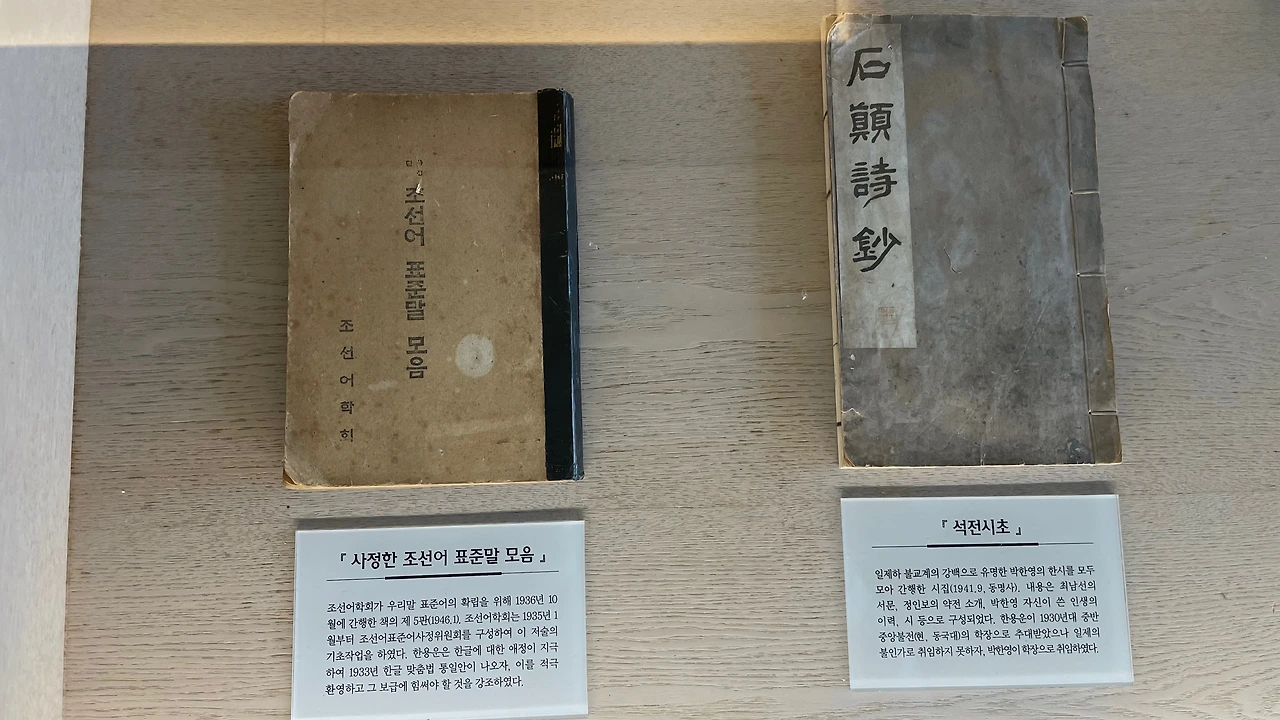 조선어 표준말 모음
조선어학회
『 사정한 조선어 표준말 모음 』
조선어학회가 우리말 표준어의 확립을 위해 1936년 10
월에 간행한 책의 제 5판(1946.1). 조선어학회는 1935년 1
월부터 조선어표준어사정위원회를 구성하여 이 저술의
기초작업을 하였다. 한용운은 한글에 대한 애정이 지극
하여 1933년 한글 맞춤법 통일안이 나오자, 이를 적극
환영하고 그 보급에 힘써야 할 것을 강조하였다.
石顚詩鈔
『 석전시초 』
일제하 불교계의 강백으로 유명한 박한영의 한시를 모두
모아 간행한 시집(1941.9, 동명사). 내용은 최남선의
서문, 정인보의 약전 소개, 박한영 자신이 쓴 인생의
이력, 시 등으로 구성되었다. 한용운이 1930년대 중반
중앙불전(현, 동국대)의 학장으로 추대받았으나 일제의
불인가로 취임하지 못하자, 박한영이 학장으로 취임하였다.